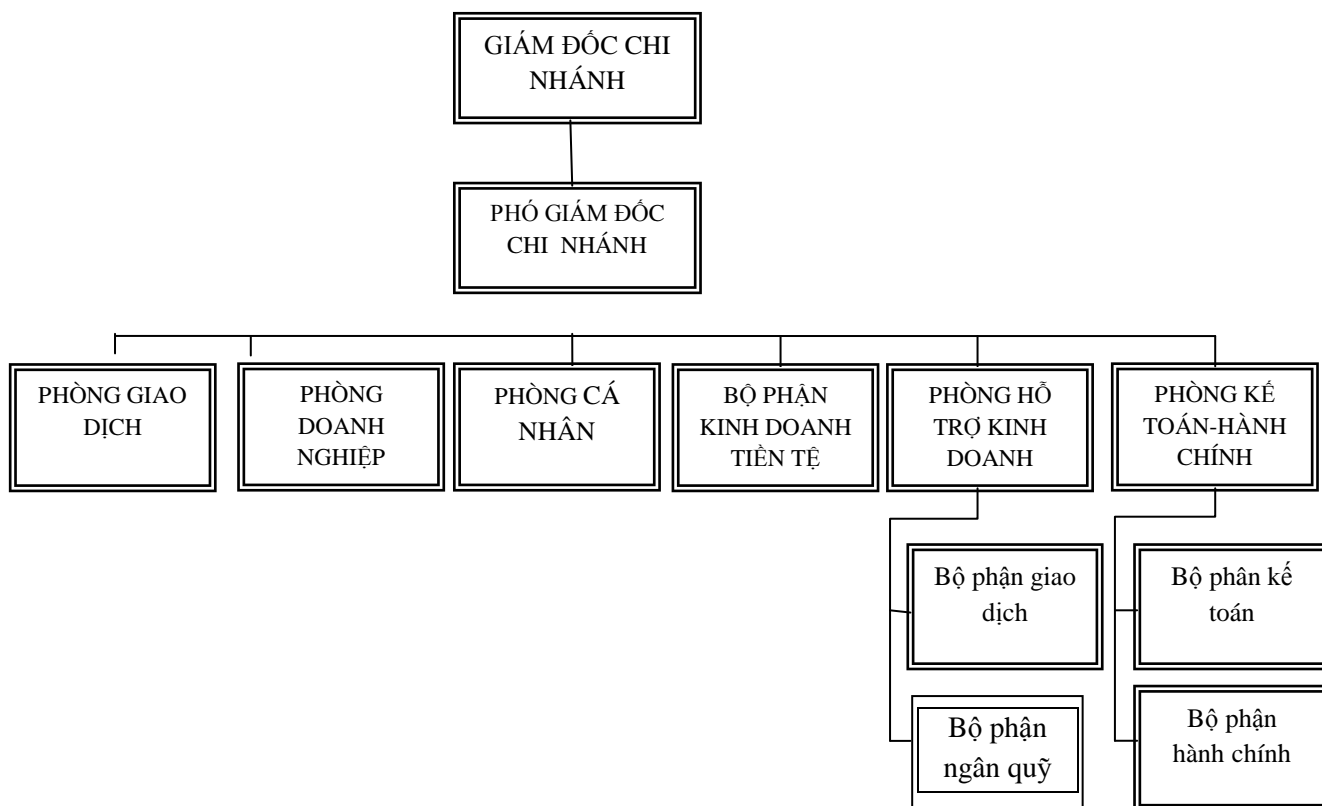 GIÁM ĐỐC CHI
NHÁNH
PHÓ GIÁM ĐỐC
CHI NHÁNH
PHÒNG GIAO
DỊCH
PHÒNG
DOANH
NGHIỆP
PHÒNG CÁ
NHÂN
BỘ PHẬN
KINH DOANH
TIỀN TỆ
PHÒNG HỖ
TRỢ KINH
DOANH
PHÒNG KẾ
TOÁN-HÀNH
CHÍNH
Bộ phận giao
dịch
Bộ phân kế
toán
Bộ phận
ngân quỹ
Bộ phận
hành chính